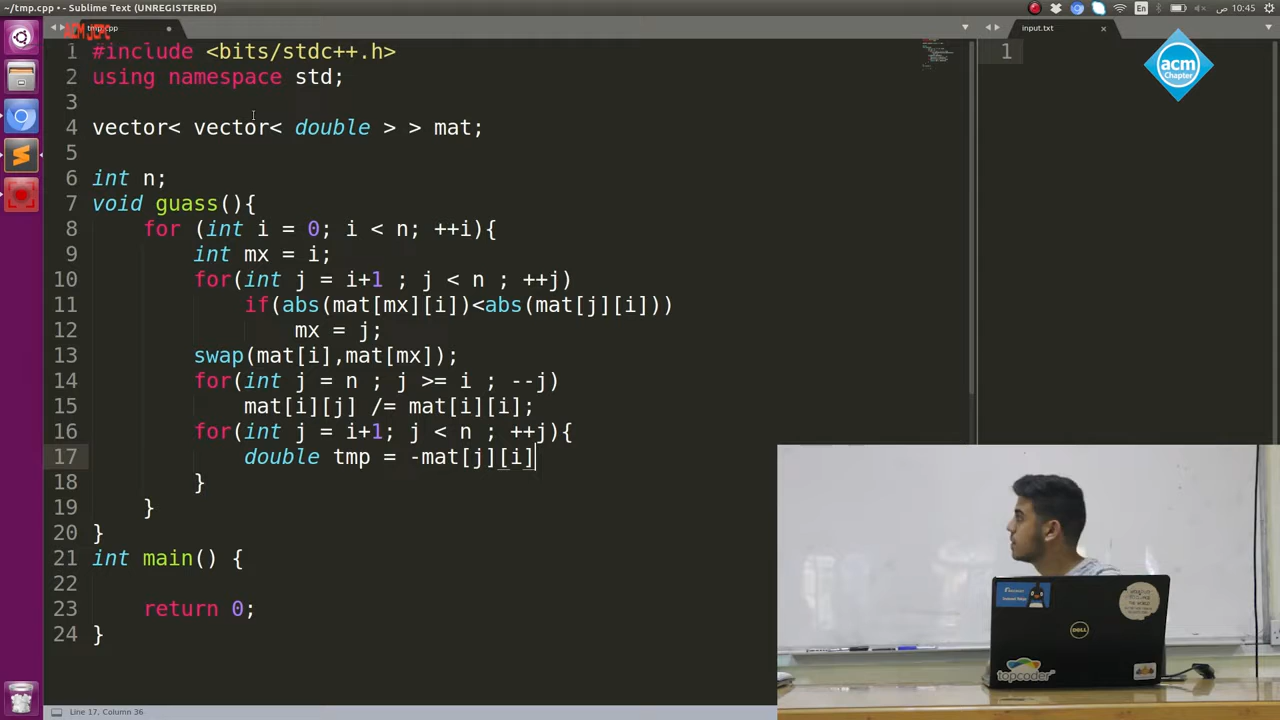 ~/tmp.cpp • - Sublime Text (UNREGISTERED)
En
10:45 ص
tmp.cpp
input.txt
acm
Chapter
1 #include <bits/stdc++.h>
2 using namespace std;
3
4 vector< vector< double > > mat;
5
6 int n;
7 void guass(){
8 for (int i = 0; i < n; ++i){
9 int mx = i;
10 for(int j = i+1 ; j < n ; ++j)
11 if(abs(mat[mx][i])<abs(mat[j][i]))
12 mx = j;
13 swap(mat[i],mat[mx]);
14 for(int j = n ; j >= i ; --j)
15 mat[i][j] /= mat[i][i];
16 for(int j = i+1; j < n ; ++j){
17 double tmp = -mat[j][i]
18 }
19 }
20 }
21 int main() {
22
23 return 0;
24 }
1
DELL
topcoder
Line 17, Column 36